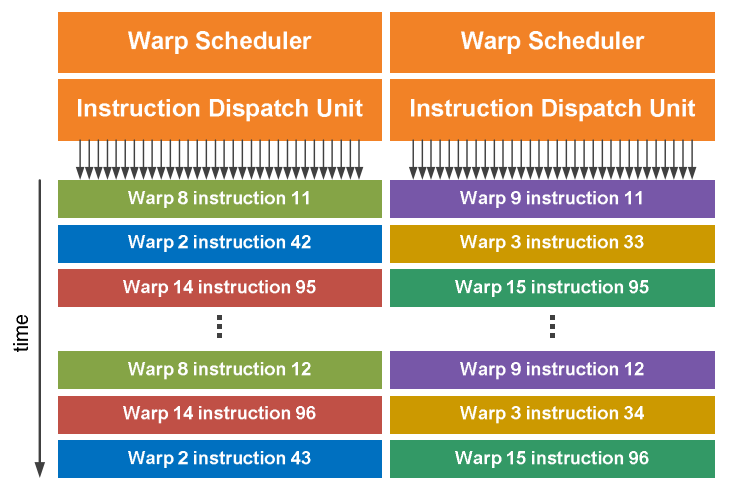 Warp Scheduler
Warp Scheduler
Instruction Dispatch Unit
Instruction Dispatch Unit
time
Warp 8 instruction 11
Warp 9 instruction 11
Warp 2 instruction 42
Warp 3 instruction 33
Warp 14 instruction 95
Warp 15 instruction 95
Warp 8 instruction 12
Warp 9 instruction 12
Warp 14 instruction 96
Warp 3 instruction 34
Warp 2 instruction 43
Warp 15 instruction 96